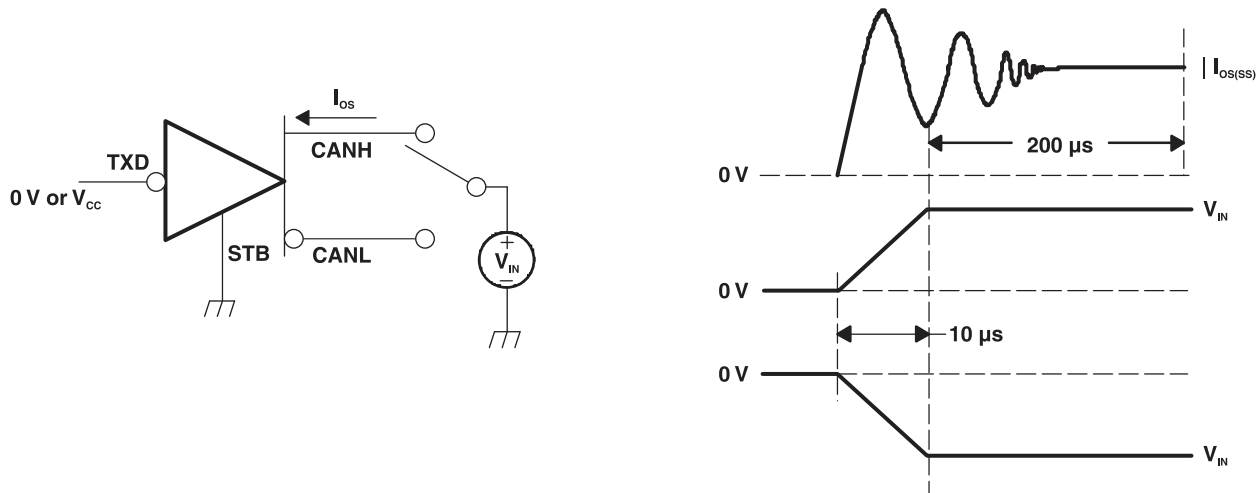 I_OS
CANH
TXD
0 V or V_CC
STB
CANL
+
V_IN
–
| I_OS(SS)
200 µs
0 V
V_IN
0 V
10 µs
0 V
V_IN